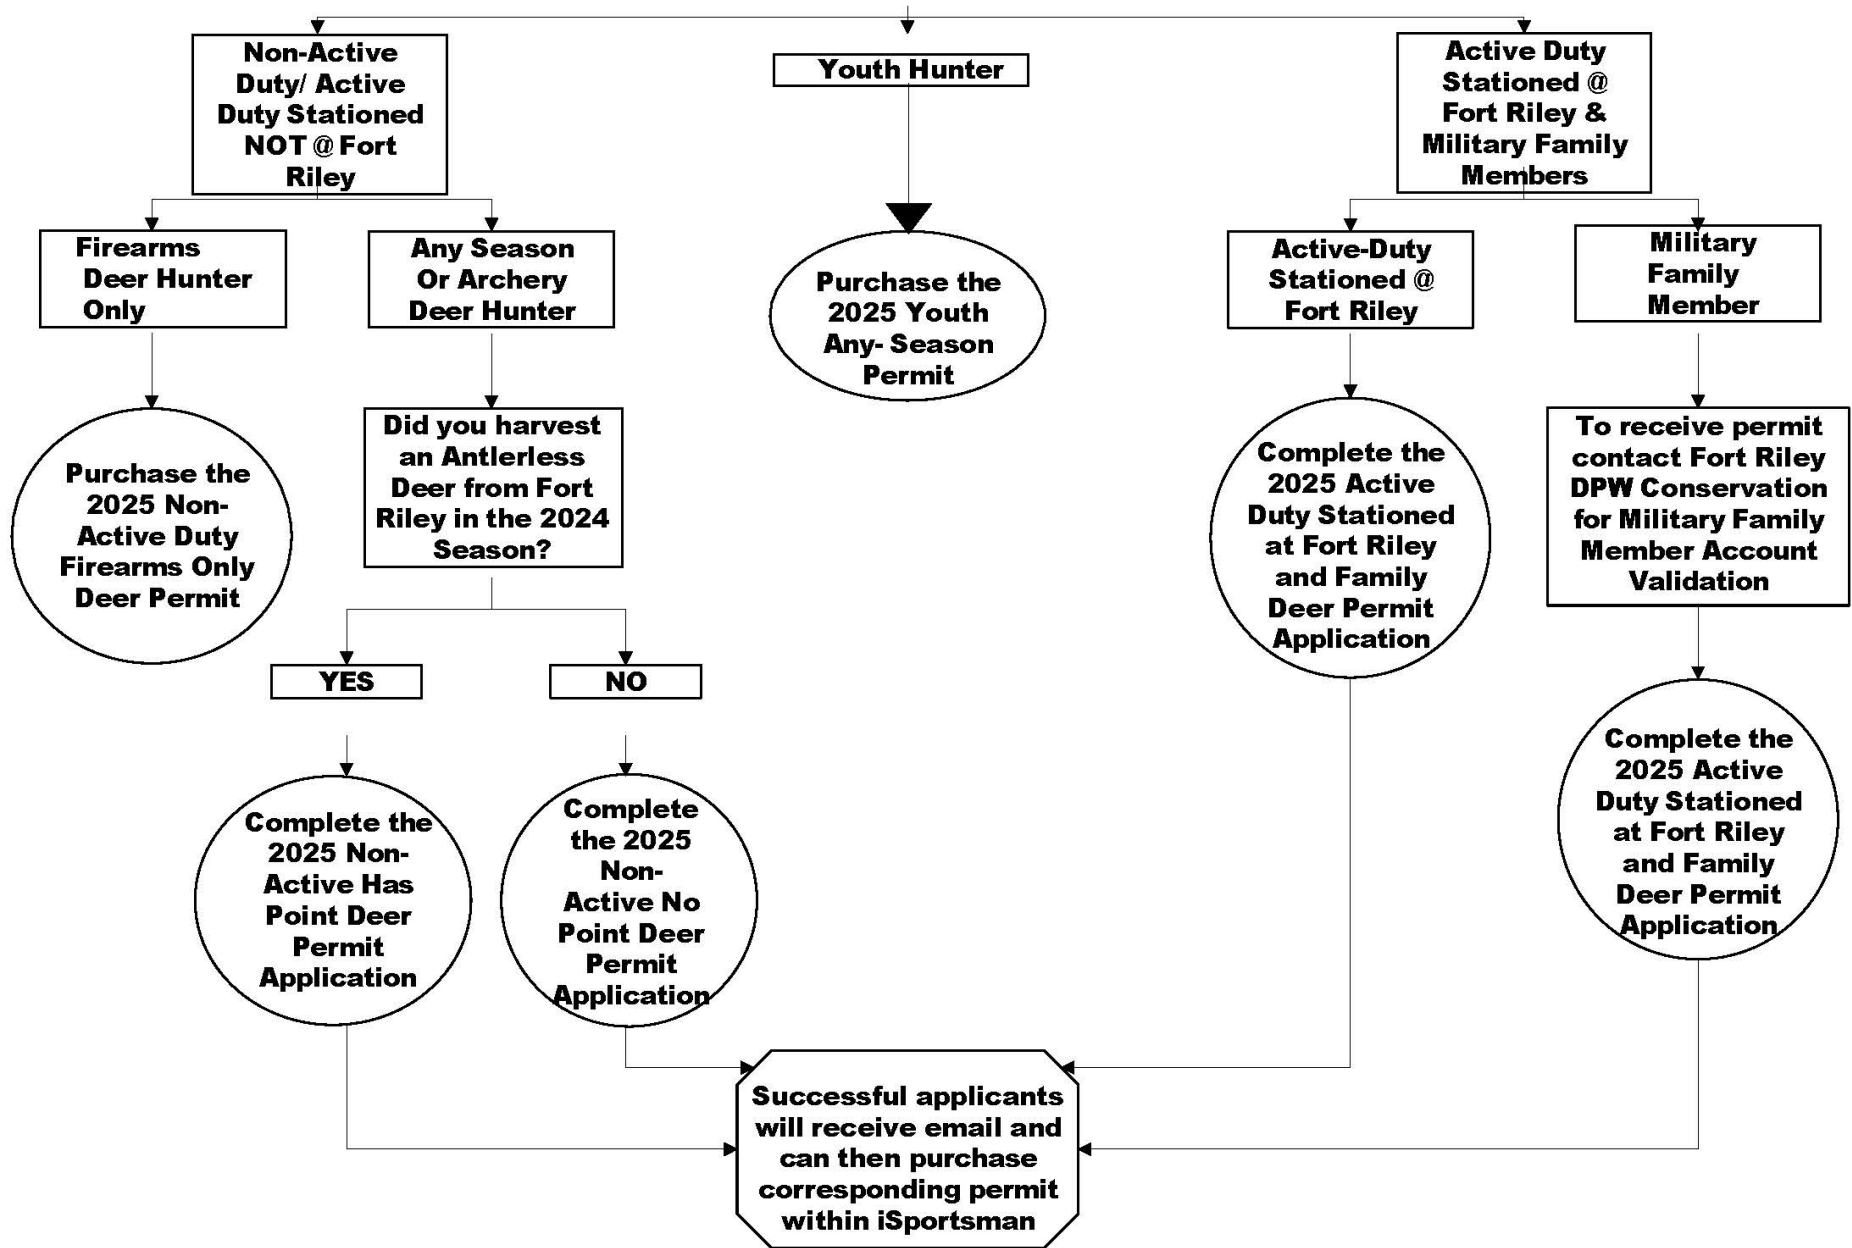 Non-Active
Duty/ Active
Duty Stationed
NOT @ Fort
Riley
Youth Hunter
Active Duty
Stationed @
Fort Riley &
Military Family
Members
Firearms
Deer Hunter
Only
Any Season
Or Archery
Deer Hunter
Purchase the
2025 Youth
Any- Season
Permit
Active-Duty
Stationed @
Fort Riley
Military
Family
Member
Purchase the
2025 Non-
Active Duty
Firearms Only
Deer Permit
Did you harvest
an Antlerless
Deer from Fort
Riley in the 2024
Season?
Complete the
2025 Active
Duty Stationed
at Fort Riley
and Family
Deer Permit
Application
To receive permit
contact Fort Riley
DPW Conservation
for Military Family
Member Account
Validation
YES
NO
Complete the
2025 Non-
Active Has
Point Deer
Permit
Application
Complete
the 2025
Non-
Active No
Point Deer
Permit
Application
Complete the
2025 Active
Duty Stationed
at Fort Riley
and Family
Deer Permit
Application
Successful applicants
will receive email and
can then purchase
corresponding permit
within iSportsman